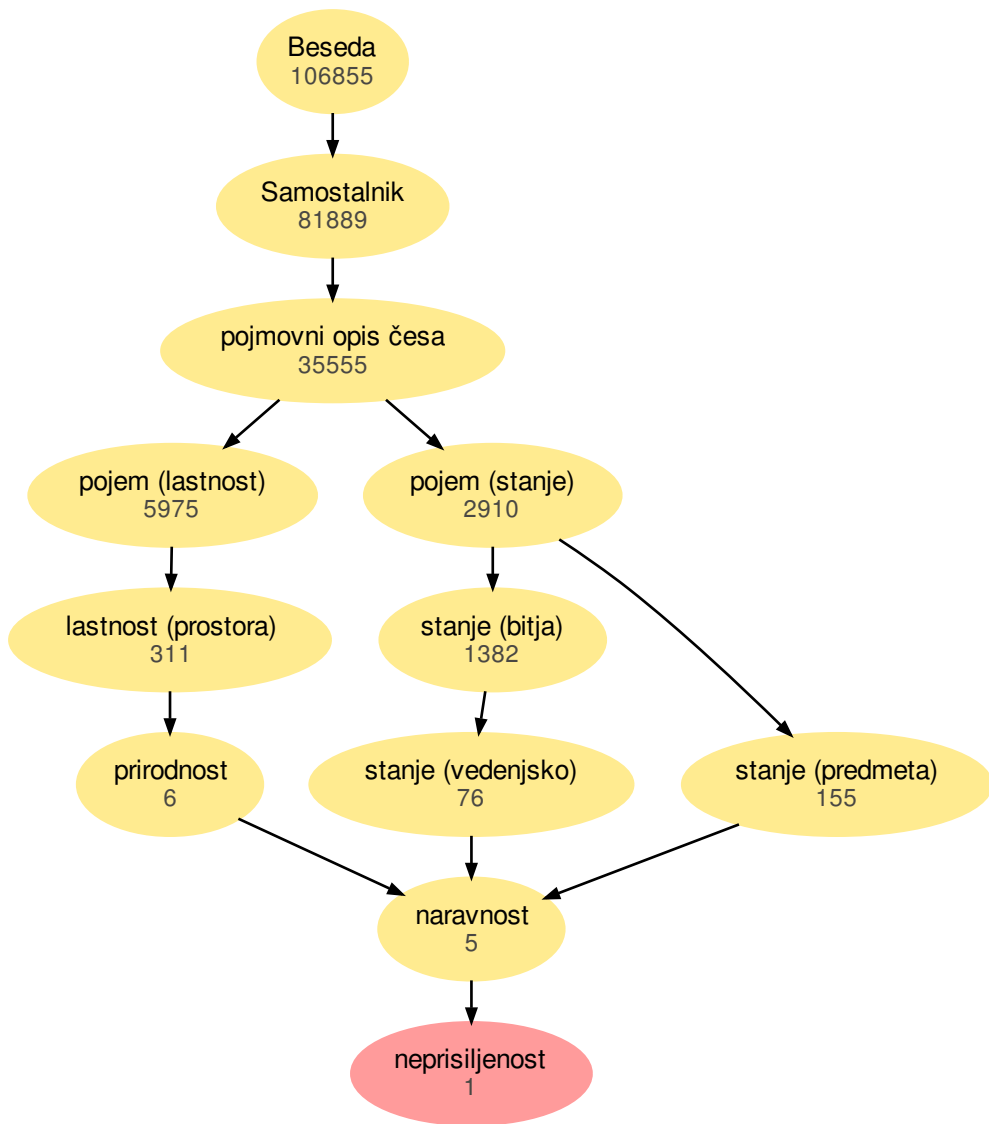 Beseda
106855
Samostalnik
81889
pojmovni opis česa
35555
pojem (lastnost)
5975
pojem (stanje)
2910
lastnost (prostora)
311
stanje (bitja)
1382
prirodnost
6
stanje (vedenjsko)
76
stanje (predmeta)
155
naravnost
5
neprisiljenost
1